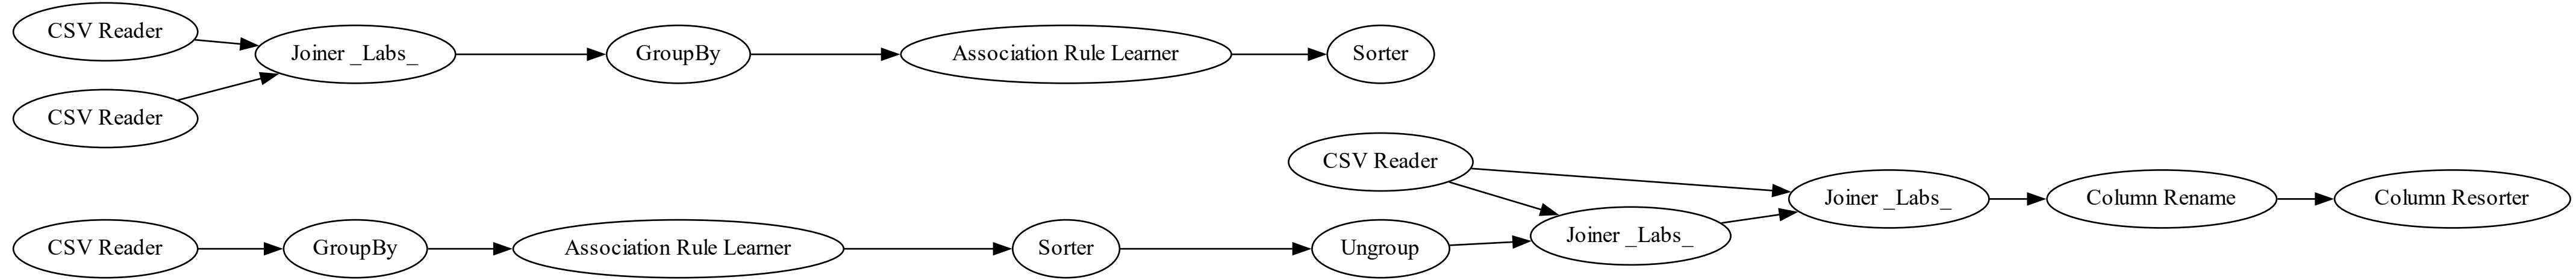 CSV Reader
Joiner _Labs_
GroupBy
Association Rule Learner
Sorter
CSV Reader
CSV Reader
Joiner _Labs_
Column Rename
Column Resorter
CSV Reader
GroupBy
Association Rule Learner
Sorter
Ungroup
Joiner _Labs_